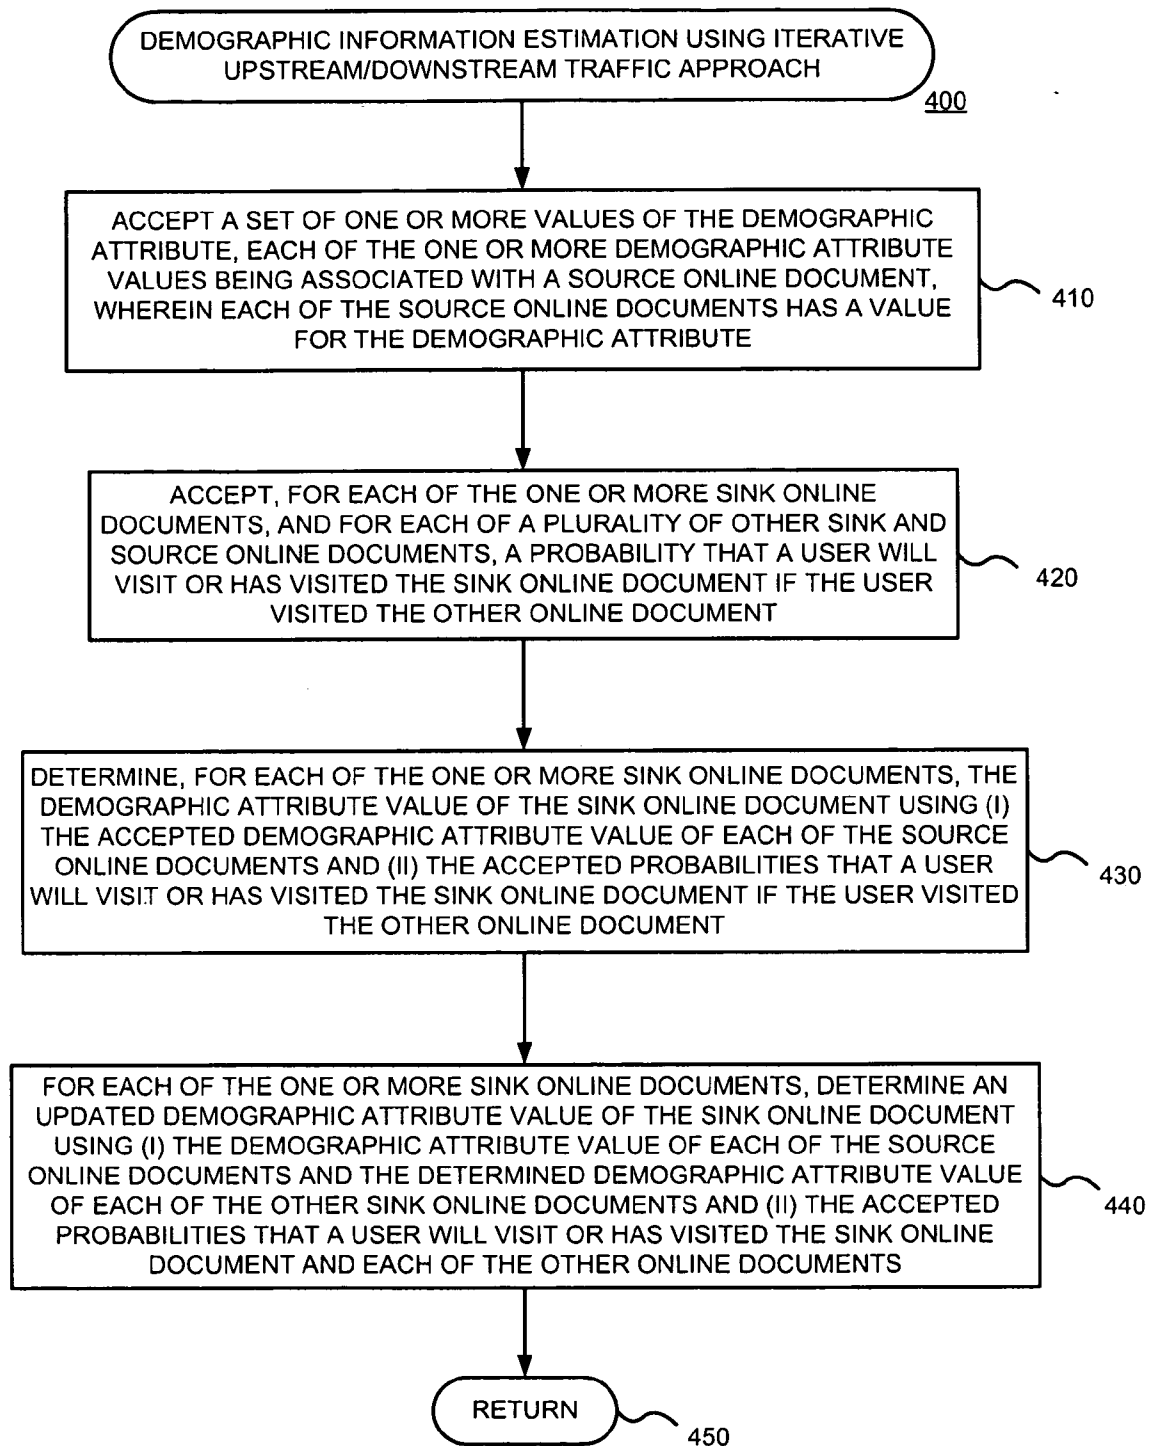 DEMOGRAPHIC INFORMATION ESTIMATION USING ITERATIVE
UPSTREAM/DOWNSTREAM TRAFFIC APPROACH
400
ACCEPT A SET OF ONE OR MORE VALUES OF THE DEMOGRAPHIC
ATTRIBUTE, EACH OF THE ONE OR MORE DEMOGRAPHIC ATTRIBUTE
VALUES BEING ASSOCIATED WITH A SOURCE ONLINE DOCUMENT,
WHEREIN EACH OF THE SOURCE ONLINE DOCUMENTS HAS A VALUE
FOR THE DEMOGRAPHIC ATTRIBUTE
410
ACCEPT, FOR EACH OF THE ONE OR MORE SINK ONLINE
DOCUMENTS, AND FOR EACH OF A PLURALITY OF OTHER SINK AND
SOURCE ONLINE DOCUMENTS, A PROBABILITY THAT A USER WILL
VISIT OR HAS VISITED THE SINK ONLINE DOCUMENT IF THE USER
VISITED THE OTHER ONLINE DOCUMENT
420
DETERMINE, FOR EACH OF THE ONE OR MORE SINK ONLINE DOCUMENTS, THE
DEMOGRAPHIC ATTRIBUTE VALUE OF THE SINK ONLINE DOCUMENT USING (I)
THE ACCEPTED DEMOGRAPHIC ATTRIBUTE VALUE OF EACH OF THE SOURCE
ONLINE DOCUMENTS AND (II) THE ACCEPTED PROBABILITIES THAT A USER
WILL VISIT OR HAS VISITED THE SINK ONLINE DOCUMENT IF THE USER VISITED
THE OTHER ONLINE DOCUMENT
430
FOR EACH OF THE ONE OR MORE SINK ONLINE DOCUMENTS, DETERMINE AN
UPDATED DEMOGRAPHIC ATTRIBUTE VALUE OF THE SINK ONLINE DOCUMENT
USING (I) THE DEMOGRAPHIC ATTRIBUTE VALUE OF EACH OF THE SOURCE
ONLINE DOCUMENTS AND THE DETERMINED DEMOGRAPHIC ATTRIBUTE VALUE
OF EACH OF THE OTHER SINK ONLINE DOCUMENTS AND (II) THE ACCEPTED
PROBABILITIES THAT A USER WILL VISIT OR HAS VISITED THE SINK ONLINE
DOCUMENT AND EACH OF THE OTHER ONLINE DOCUMENTS
440
RETURN
450